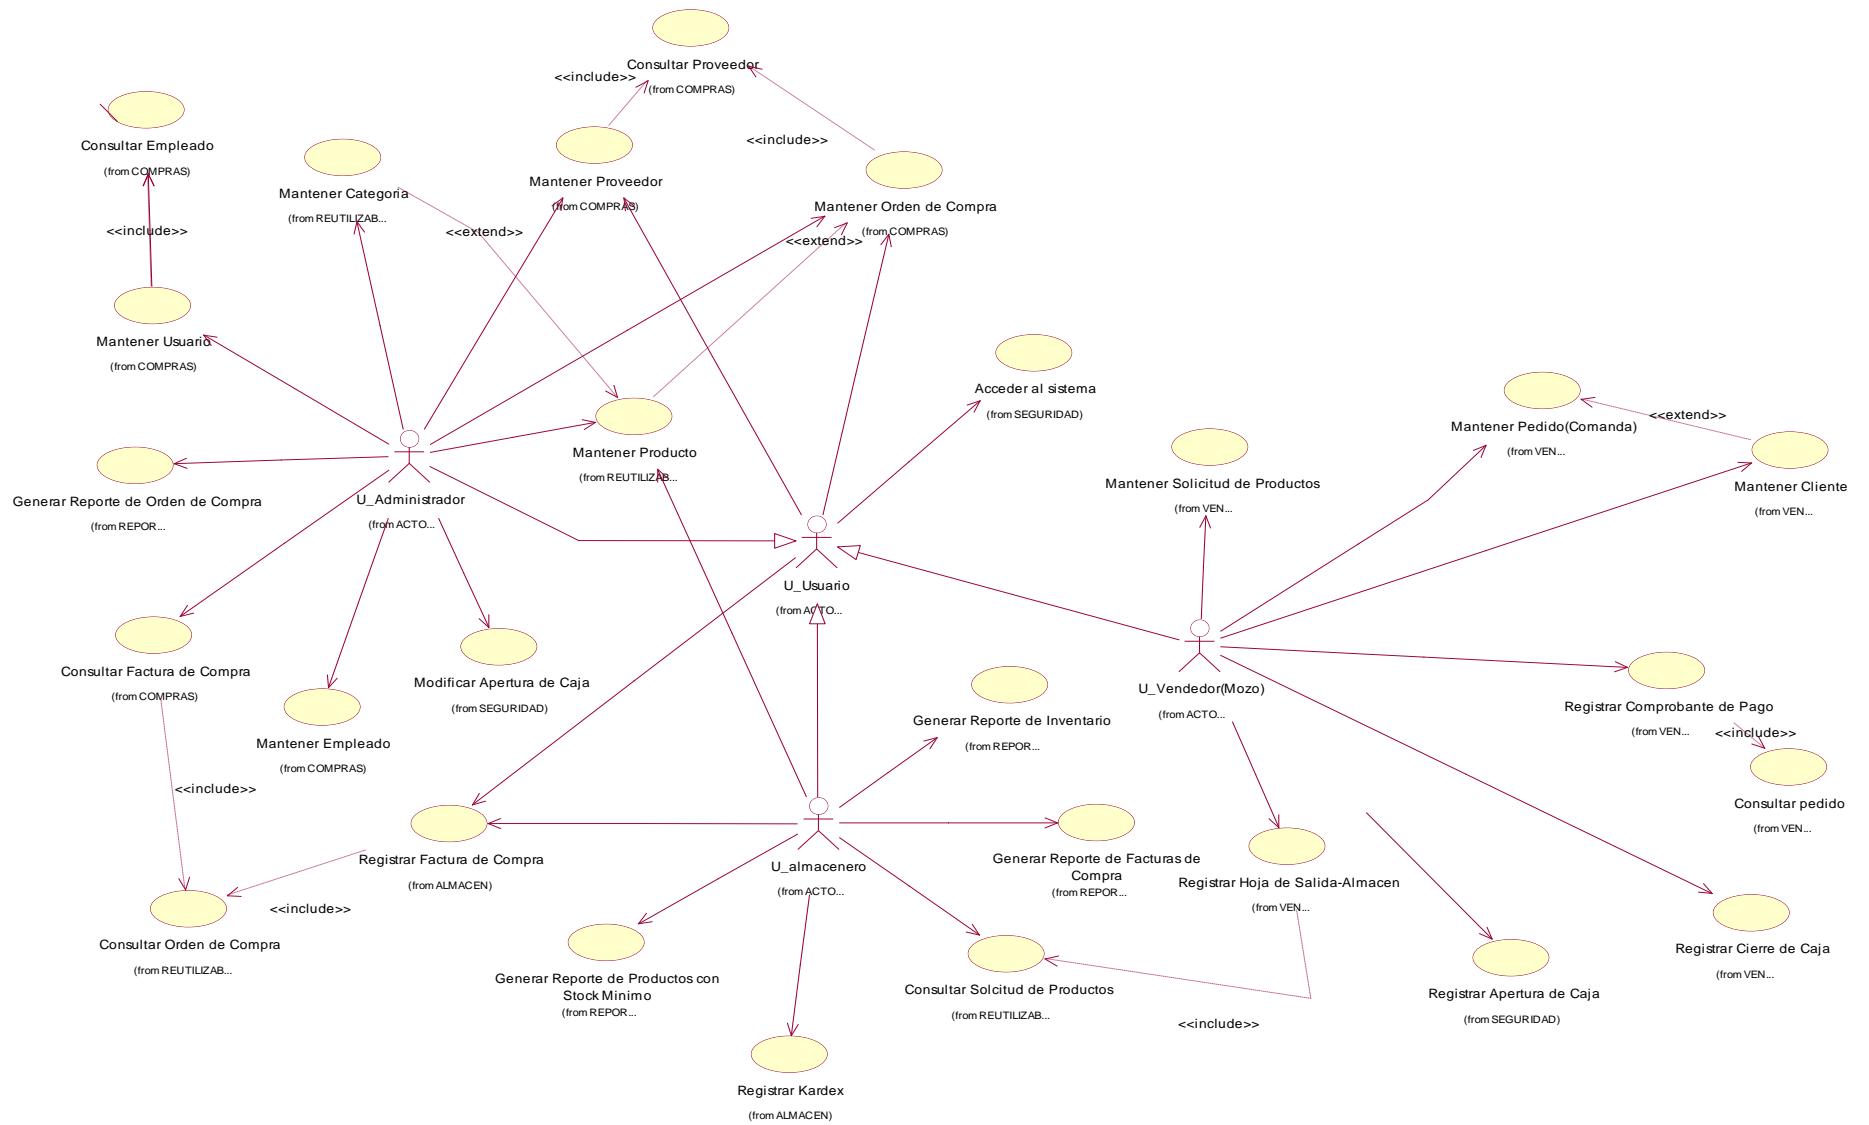 Consultar Proveedor
(from COMPRAS)
<<include>>
<<include>>
Consultar Empleado
(from COMPRAS)
<<include>>
Mantener Categoria
(from REUTILIZAB...
<<extend>>
Mantener Proveedor
(from COMPRAS)
Mantener Orden de Compra
(from COMPRAS)
<<extend>>
Mantener Usuario
(from COMPRAS)
Acceder al sistema
(from SEGURIDAD)
Mantener Pedido(Comanda)
(from VEN...
<<extend>>
Mantener Cliente
(from VEN...
Mantener Solicitud de Productos
(from VEN...
Mantener Producto
(from REUTILIZAB...
Generar Reporte de Orden de Compra
(from REPOR...
U_Administrador
(from ACTO...
U_Usuario
(from ACTO...
Consultar Factura de Compra
(from COMPRAS)
Modificar Apertura de Caja
(from SEGURIDAD)
Mantener Empleado
(from COMPRAS)
Generar Reporte de Inventario
(from REPOR...
U_Vendedor(Mozo)
(from ACTO...
Registrar Comprobante de Pago
(from VEN...
<<include>>
Consultar pedido
(from VEN...
<<include>>
Registrar Factura de Compra
(from ALMACEN)
<<include>>
U_almacenero
(from ACTO...
Generar Reporte de Facturas de
Compra
(from REPOR...
Registrar Hoja de Salida-Almacen
(from VEN...
Consultar Orden de Compra
(from REUTILIZAB...
Generar Reporte de Productos con
Stock Minimo
(from REPOR...
Consultar Solcitud de Productos
(from REUTILIZAB...
<<include>>
Registrar Apertura de Caja
(from SEGURIDAD)
Registrar Cierre de Caja
(from VEN...
Registrar Kardex
(from ALMACEN)